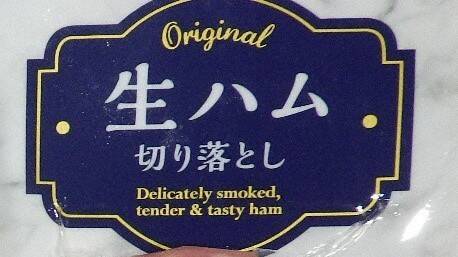 Original
生ハム
切り落とし
Delicately smoked,
tender & tasty ham